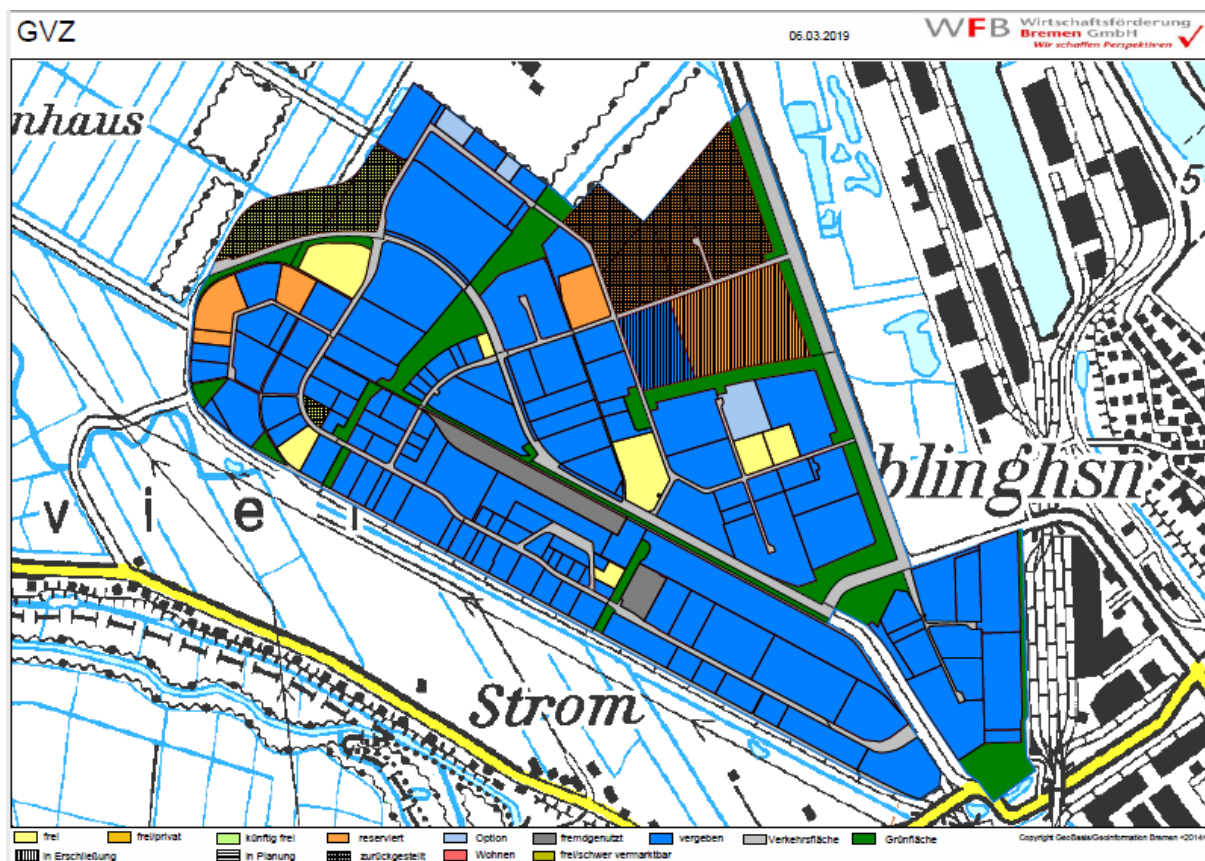 GVZ
06.03.2019
WFB Wirtschaftsförderung
Bremen GmbH
Wir schaffen Perspektiven
nhaus
5
blinghsn
v i e l
Strom
frei
frei/privat
künftig frei
reserviert
Option
fremdgenutzt
vergeben
Verkehrsfläche
Grünfläche
Copyright GeoBasis/GeoInformation Bremen <2014>
in Erschließung
in Planung
zurückgestellt
Wohnen
frei/schwer vermarktbar